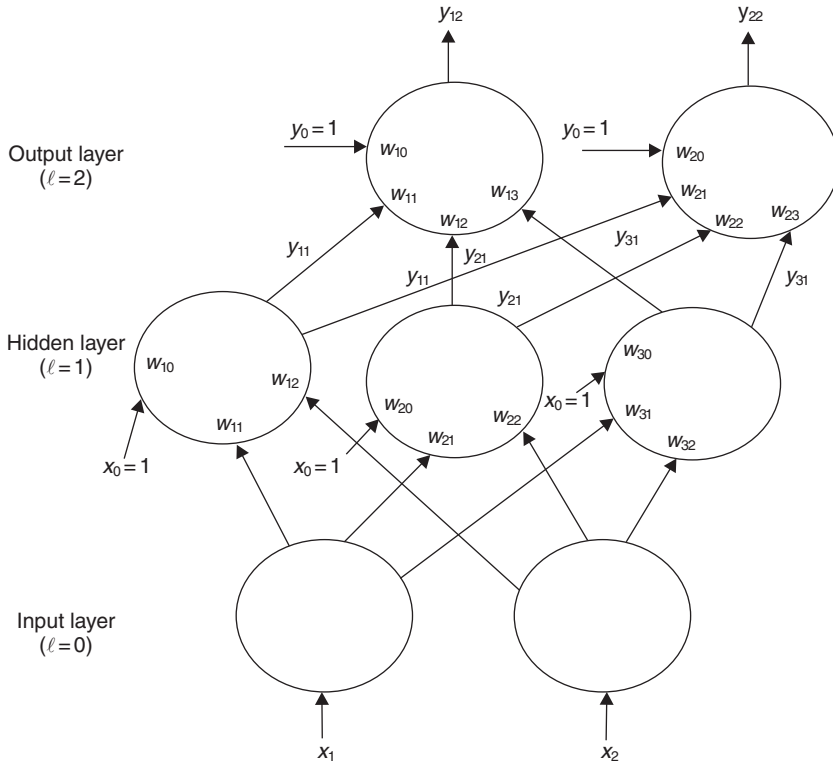 y₁₂ y₂₂
y₀ = 1 y₀ = 1
Output layer
(ℓ = 2)
w₁₀ w₂₀
w₁₁ w₁₃ w₂₁
w₁₂ w₂₂ w₂₃
y₁₁ y₂₁ y₃₁
y₁₁ y₂₁ y₃₁
Hidden layer
(ℓ = 1)
w₁₀ w₁₂ w₃₀
w₂₀ w₂₂ x₀ = 1 w₃₁
w₁₁ w₂₁ w₃₂
x₀ = 1 x₀ = 1
Input layer
(ℓ = 0)
x₁ x₂